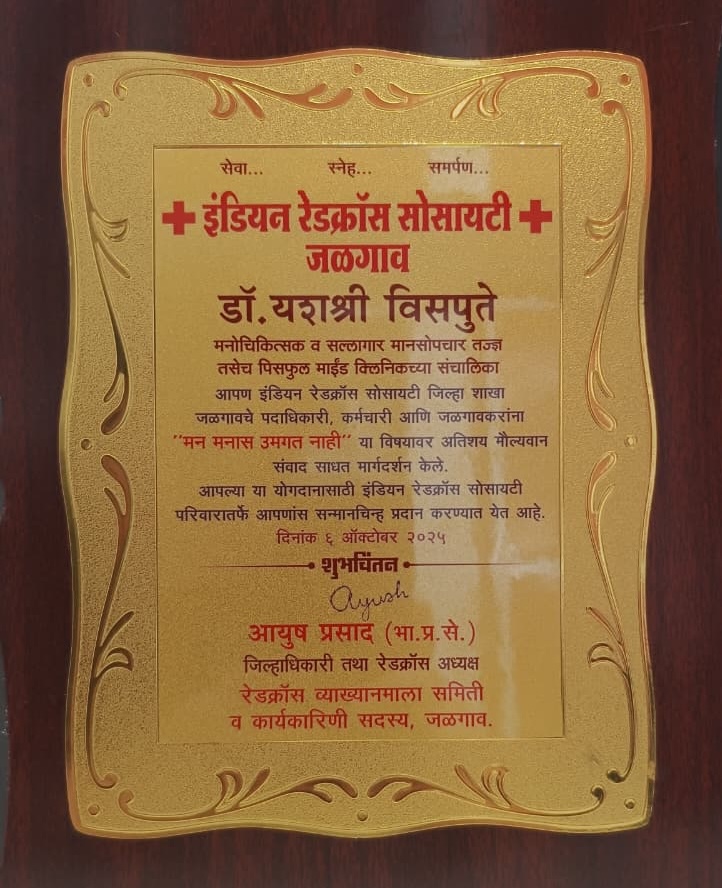 सेवा... स्नेह... समर्पण...
इंडियन रेडक्रॉस सोसायटी
जळगाव
डॉ. यशश्री विसपुते
मनोचिकित्सक व सल्लागार मानसोपचार तज्ज्ञ
तसेच पिसफुल माईंड क्लिनिकच्या संचालिका
आपण इंडियन रेडक्रॉस सोसायटी जिल्हा शाखा
जळगावचे पदाधिकारी, कर्मचारी आणि जळगावकरांना
"मन मनास उमगत नाही" या विषयावर अतिशय मौल्यवान
संवाद साधत मार्गदर्शन केले.
आपल्या या योगदानासाठी इंडियन रेडक्रॉस सोसायटी
परिवारातर्फे आपणांस सन्मानचिन्ह प्रदान करण्यात येत आहे.
दिनांक ६ ऑक्टोबर २०२५
शुभचिंतन
Ayush
आयुष प्रसाद (भा.प्र.से.)
जिल्हाधिकारी तथा रेडक्रॉस अध्यक्ष
रेडक्रॉस व्याख्यानमाला समिती
व कार्यकारिणी सदस्य, जळगाव.